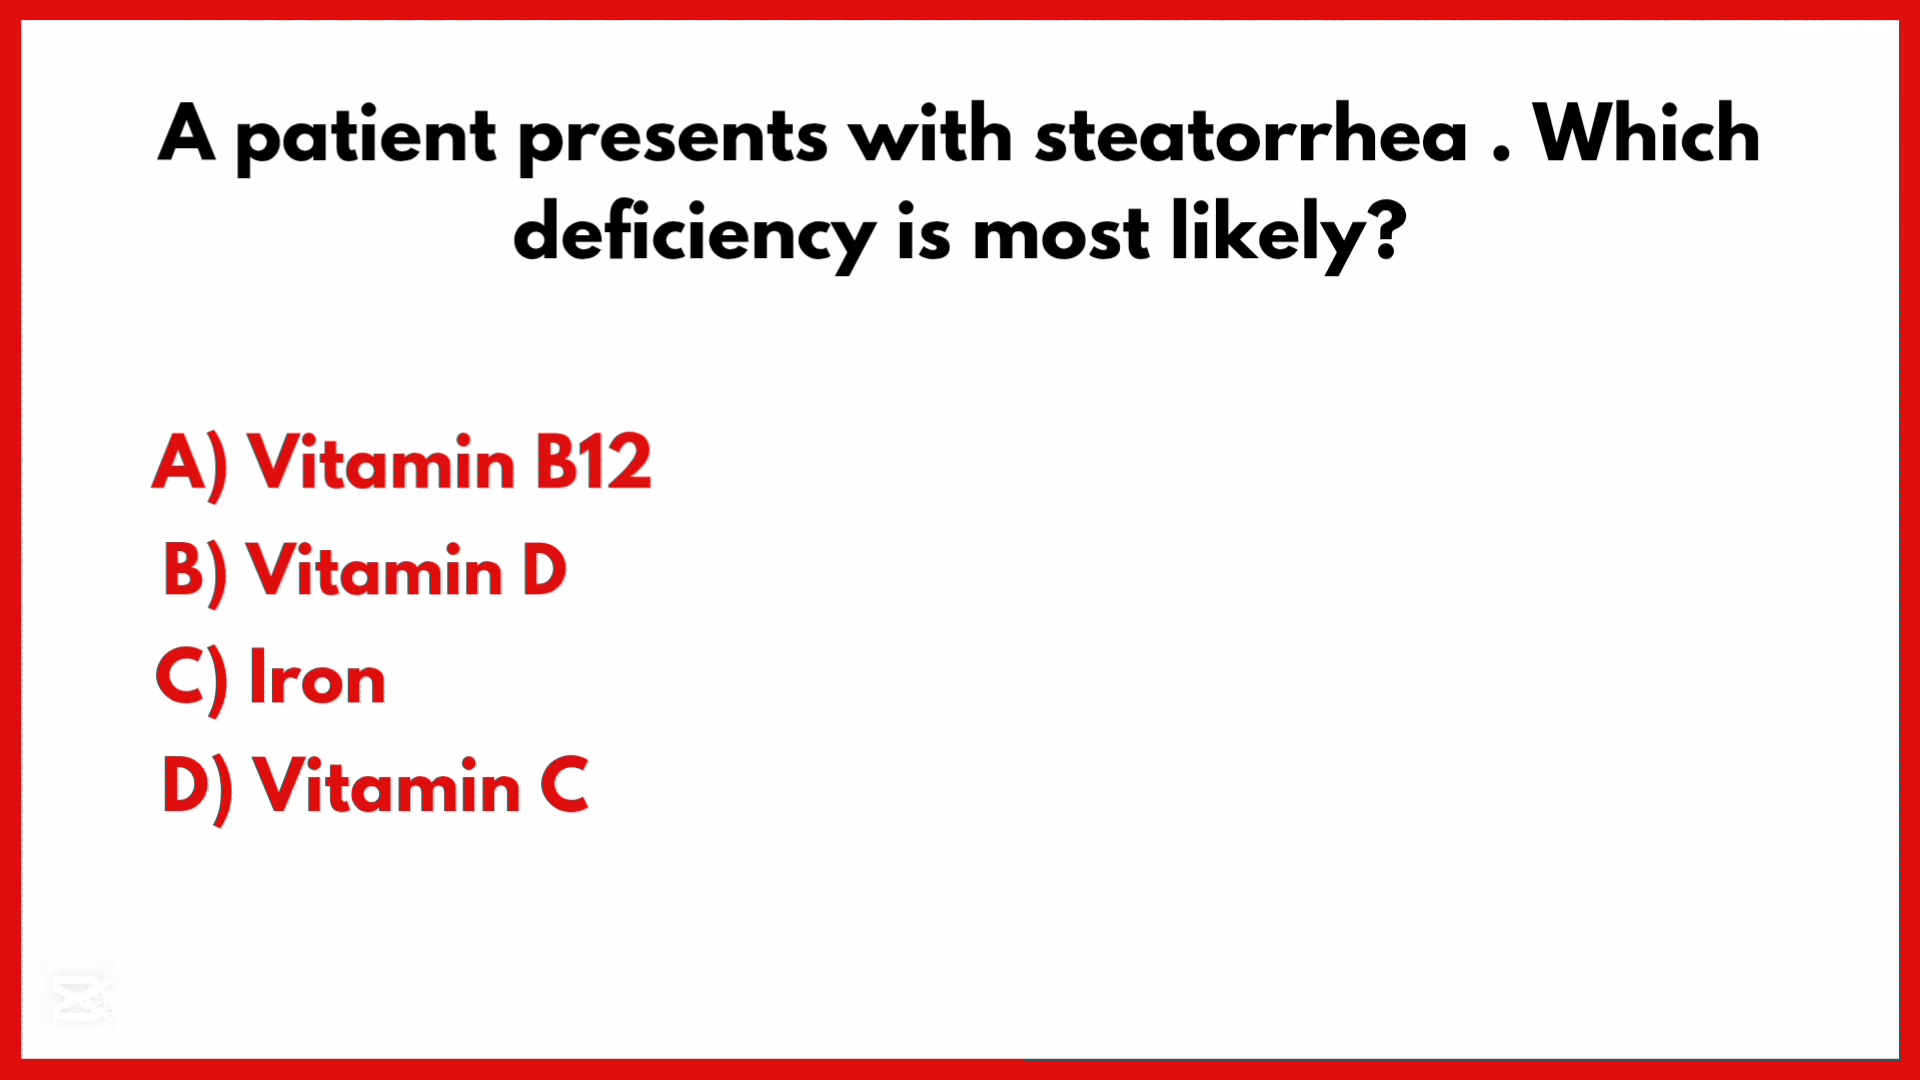 A patient presents with steatorrhea . Which
deficiency is most likely?
A) Vitamin B12
B) Vitamin D
C) Iron
D) Vitamin C